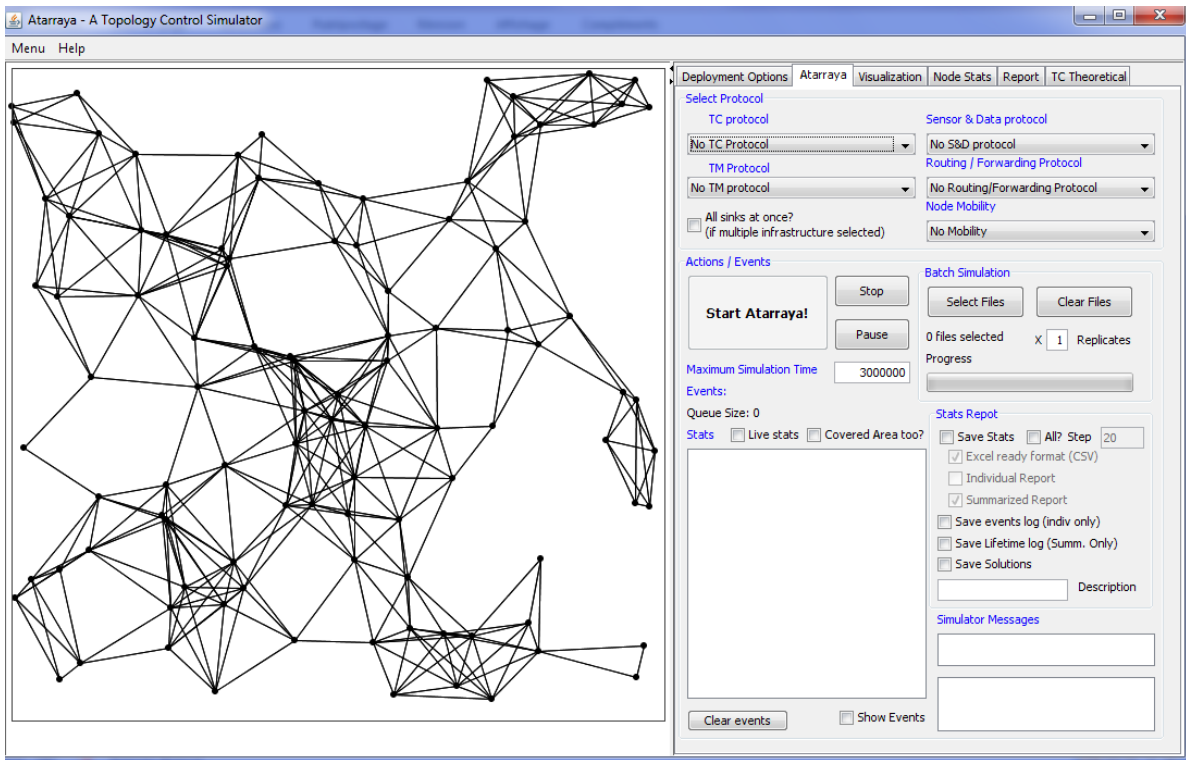 Atarraya - A Topology Control Simulator
Menu Help
Deployment Options Atarraya Visualization Node Stats Report TC Theoretical
Select Protocol
TC protocol Sensor & Data protocol
No TC Protocol No S&D protocol
TM Protocol Routing / Forwarding Protocol
No TM protocol No Routing/Forwarding Protocol
Node Mobility
All sinks at once?
(if multiple infrastructure selected) No Mobility
Actions / Events
Batch Simulation
Start Atarraya! Stop Select Files Clear Files
Pause 0 files selected X 1 Replicates
Progress
Maximum Simulation Time 3000000
Events:
Queue Size: 0 Stats Repot
Stats Live stats Covered Area too? Save Stats All? Step 20
Excel ready format (CSV)
Individual Report
Summarized Report
Save events log (indiv only)
Save Lifetime log (Summ. Only)
Save Solutions
Description
Simulator Messages
Clear events Show Events